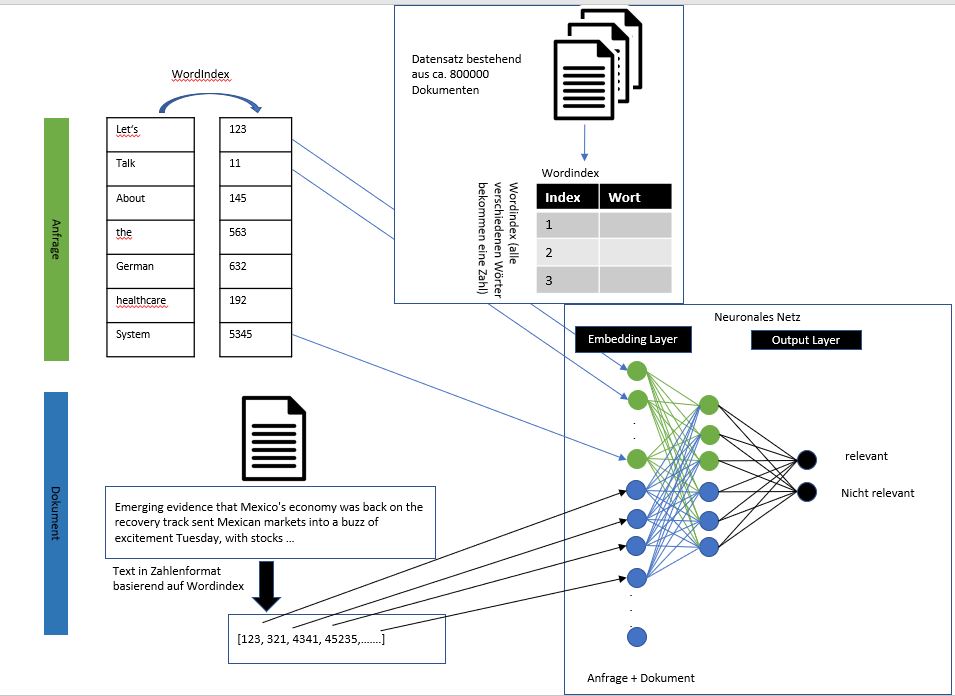 Datensatz bestehend
aus ca. 800000
Dokumenten
WordIndex
Let's
123
Talk
11
About
145
the
563
German
632
healthcare
192
System
5345
Anfrage
Wordindex
Index Wort
1
2
3
Wordindex (alle
verschiedenen Wörter
bekommen eine Zahl)
Neuronales Netz
Embedding Layer
Output Layer
relevant
Nicht relevant
Anfrage + Dokument
Dokument
Emerging evidence that Mexico's economy was back on the
recovery track sent Mexican markets into a buzz of
excitement Tuesday, with stocks ...
Text in Zahlenformat
basierend auf Wordindex
[123, 321, 4341, 45235,.......]